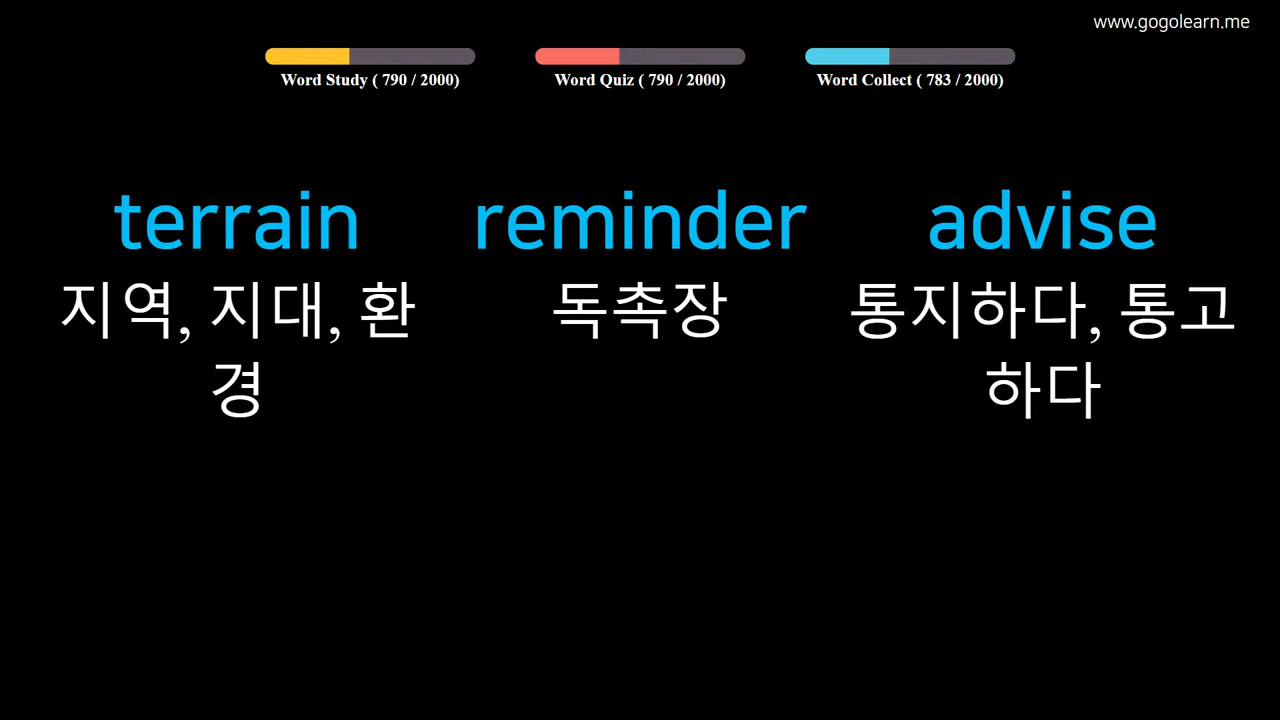 www.gogolearn.me
Word Study ( 790 / 2000)
Word Quiz ( 790 / 2000)
Word Collect ( 783 / 2000)
terrain
지역, 지대, 환
경
reminder
독촉장
advise
통지하다, 통고
하다